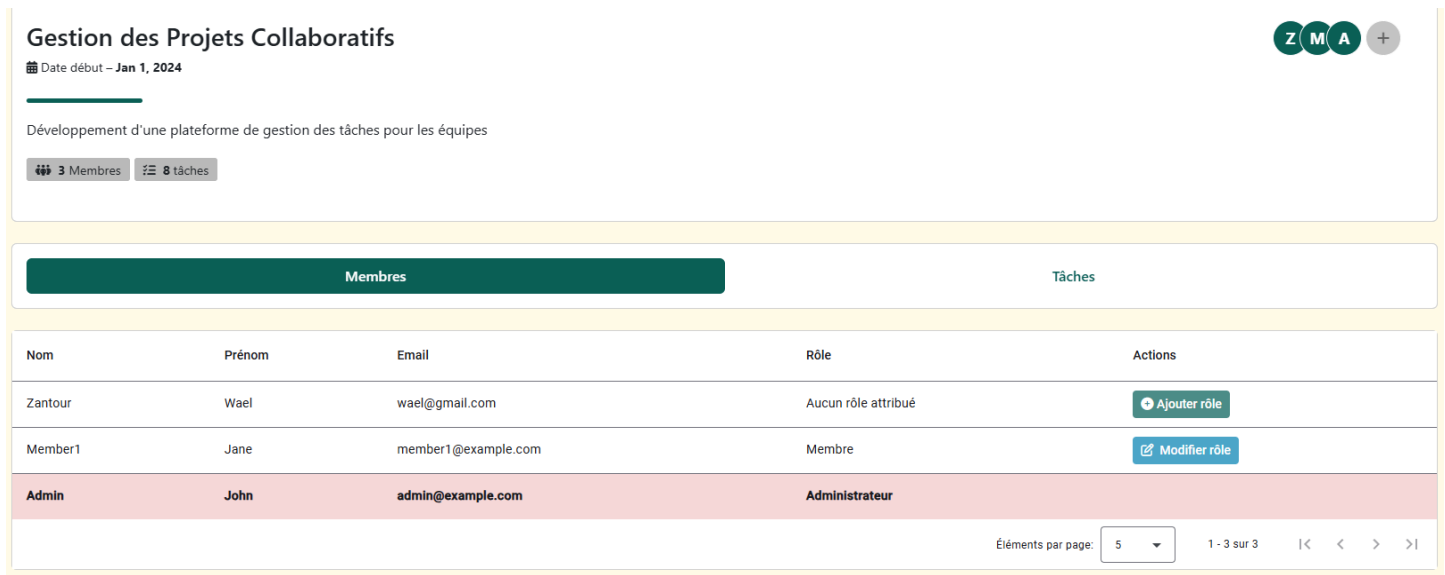 Gestion des Projets Collaboratifs
Z M A +
Date début – Jan 1, 2024
Développement d'une plateforme de gestion des tâches pour les équipes
3 Membres 8 tâches
Membres Tâches
Nom Prénom Email Rôle Actions
Zantour Wael wael@gmail.com Aucun rôle attribué Ajouter rôle
Member1 Jane member1@example.com Membre Modifier rôle
Admin John admin@example.com Administrateur
Éléments par page: 5 1 - 3 sur 3